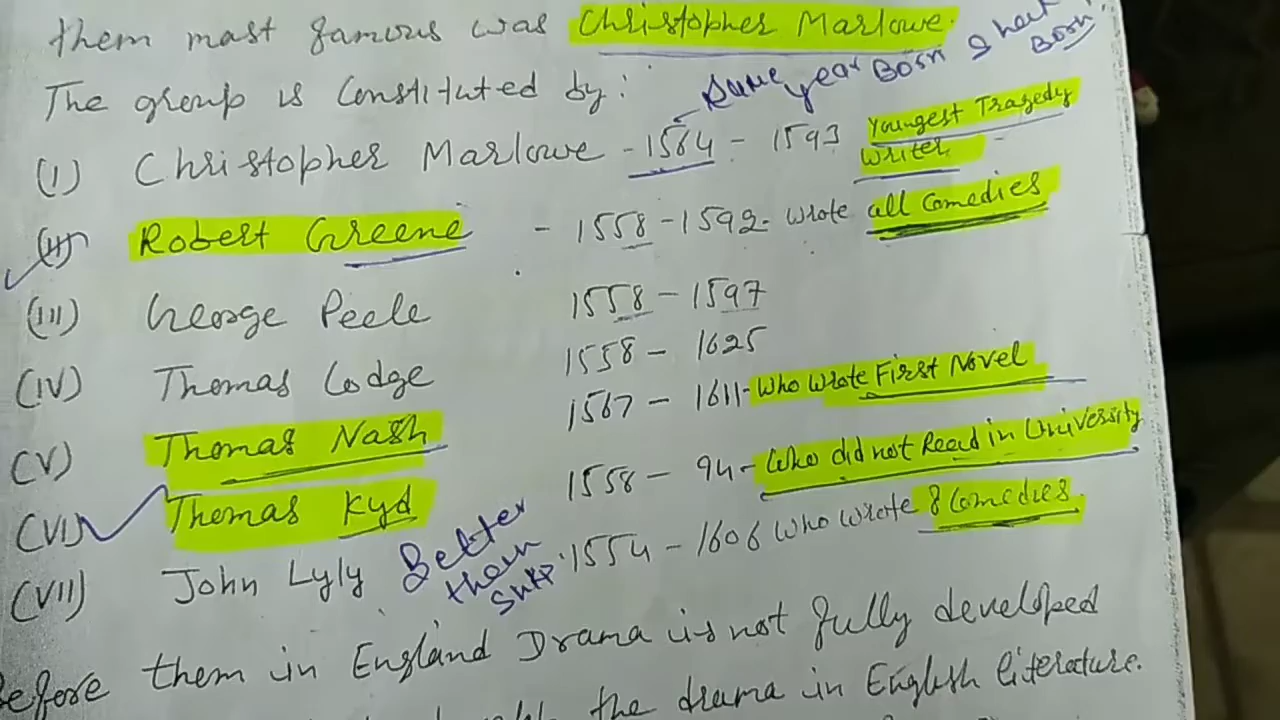 them most famous was Christopher Marlowe.
The group is Constituted by:
Same year Born
Born
(I) Christopher Marlowe - 1564 - 1593 Youngest Tragedy
Writer
(II) Robert Greene - 1558 - 1592 - wrote all Comedies
(III) George Peele 1558 - 1597
(IV) Thomas Lodge 1558 - 1625
(V) Thomas Nash 1567 - 1611 - Who wrote First Novel
(VI) Thomas Kyd 1558 - 94 - Who did not Read in University
(VII) John Lyly 1554 - 1606 Who wrote 8 Comedies.
Better
than
Before them in England Drama is not fully developed
the drama in English literature.